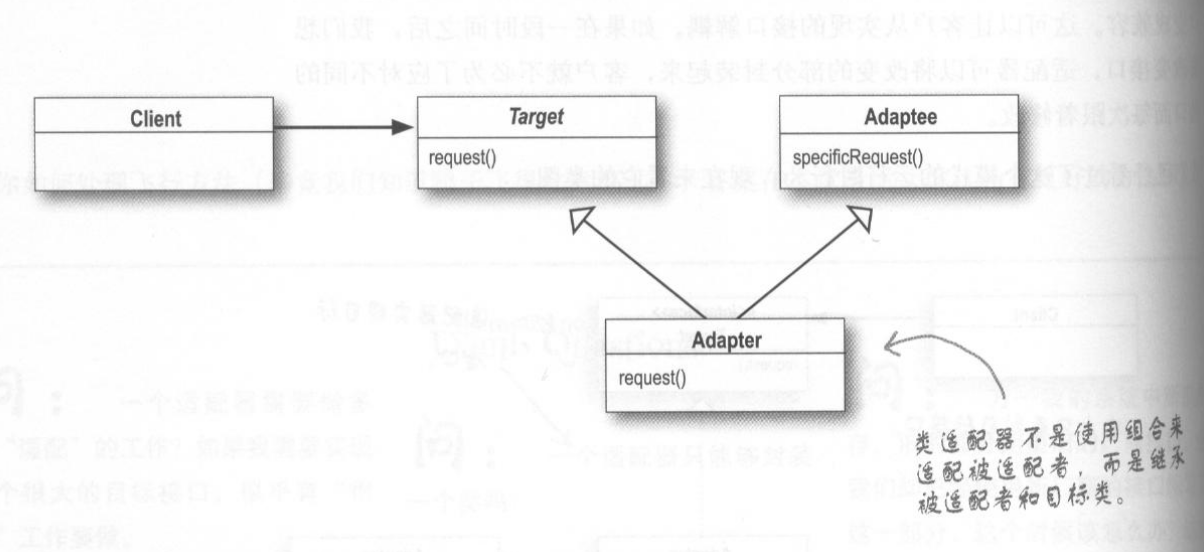 Client
Target
request()
Adaptee
specificRequest()
Adapter
request()
类适配器不是使用组合来
适配被适配者，而是继承
被适配者和目标类。